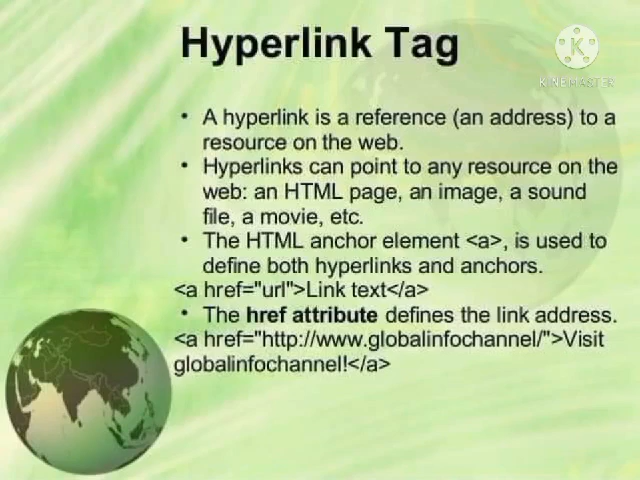 Hyperlink Tag
K
KINEMASTER
• A hyperlink is a reference (an address) to a
resource on the web.
• Hyperlinks can point to any resource on the
web: an HTML page, an image, a sound
file, a movie, etc.
• The HTML anchor element <a>, is used to
define both hyperlinks and anchors.
<a href="url">Link text</a>
• The href attribute defines the link address.
<a href="http://www.globalinfochannel/">Visit
globalinfochannel!</a>